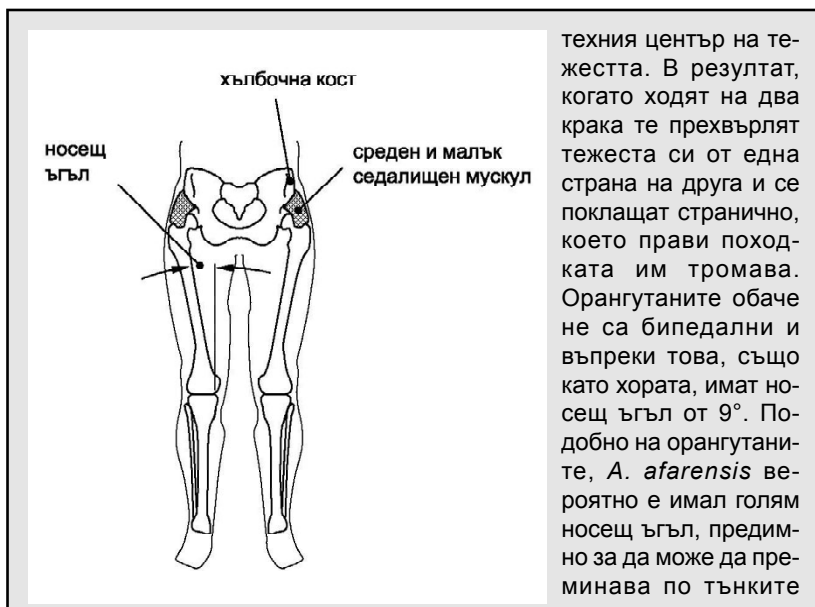 хълбочна кост
носещ
ъгъл
среден и малък
седалищен мускул
техния център на те-
жестта. В резултат,
когато ходят на два
крака те прехвърлят
тежеста си от една
страна на друга и се
поклащат странично,
което прави поход-
ката им тромава.
Орангутаните обаче
не са бипедални и
въпреки това, също
като хората, имат но-
сещ ъгъл от 9°. По-
добно на орангутани-
те, A. afarensis ве-
роятно е имал голям
носещ ъгъл, предим-
но за да може да пре-
минава по тънките